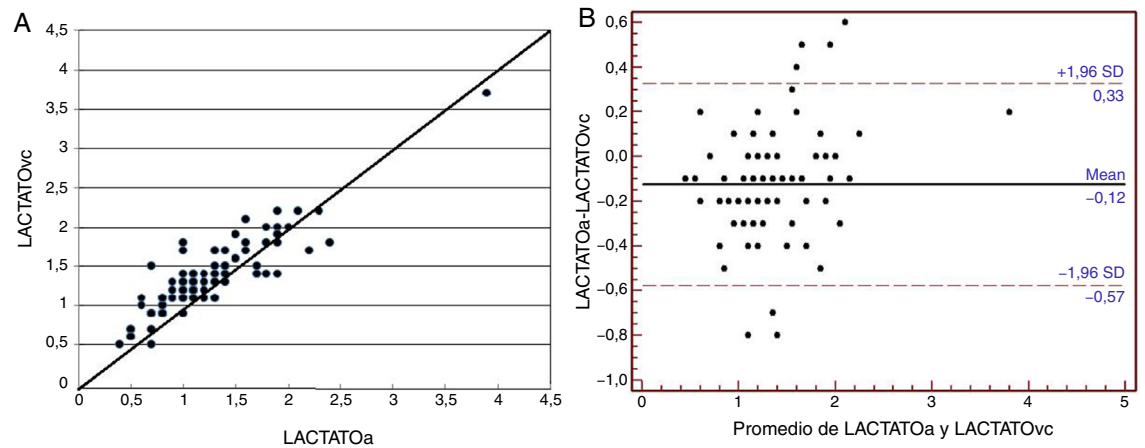 A
4,5
4
3,5
3
2,5
2
1,5
1
0,5
0
LACTATOvc
0 0,5 1 1,5 2 2,5 3 3,5 4 4,5
LACTATOa
B
0,6
0,4
0,2
0,0
−0,2
−0,4
−0,6
−0,8
−1,0
LACTATOa-LACTATOvc
+1,96 SD
0,33
Mean
−0,12
−1,96 SD
−0,57
0 1 2 3 4 5
Promedio de LACTATOa y LACTATOvc